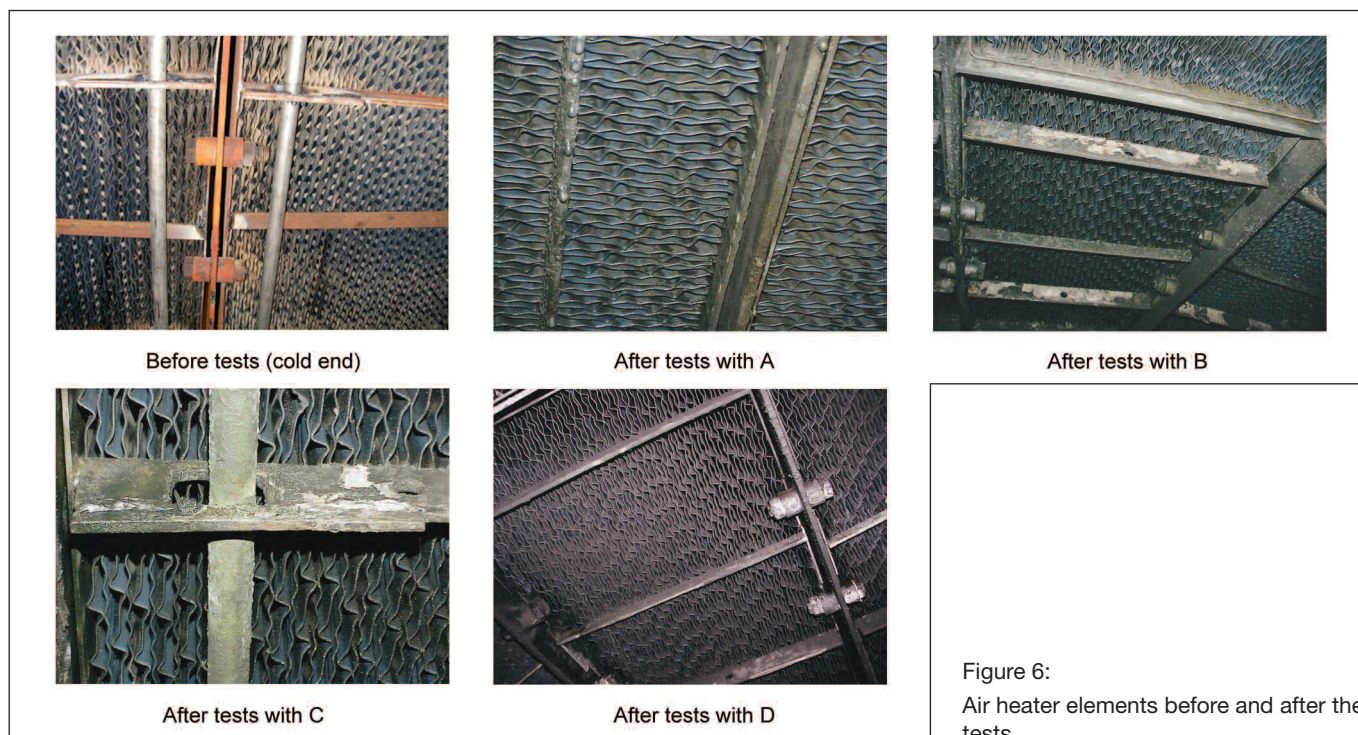 Before tests (cold end)
After tests with A
After tests with B
After tests with C
After tests with D
Figure 6:
Air heater elements before and after the
tests